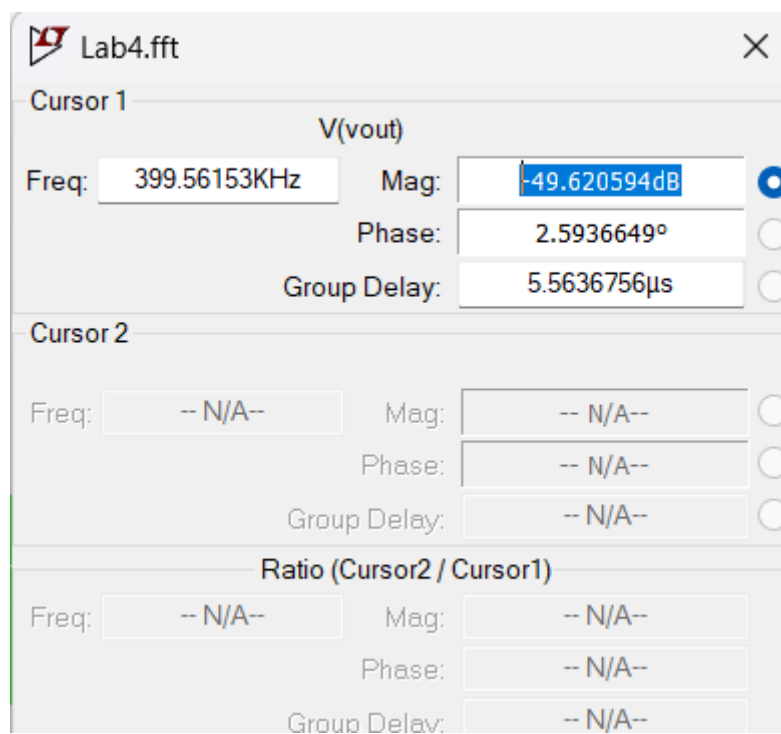 Lab4.fft
Cursor 1
V(vout)
Freq: 399.56153KHz Mag: -49.620594dB
Phase: 2.5936649º
Group Delay: 5.5636756µs
Cursor 2
Freq: -- N/A-- Mag: -- N/A--
Phase: -- N/A--
Group Delay: -- N/A--
Ratio (Cursor2 / Cursor1)
Freq: -- N/A-- Mag: -- N/A--
Phase: -- N/A--
Group Delay: -- N/A--